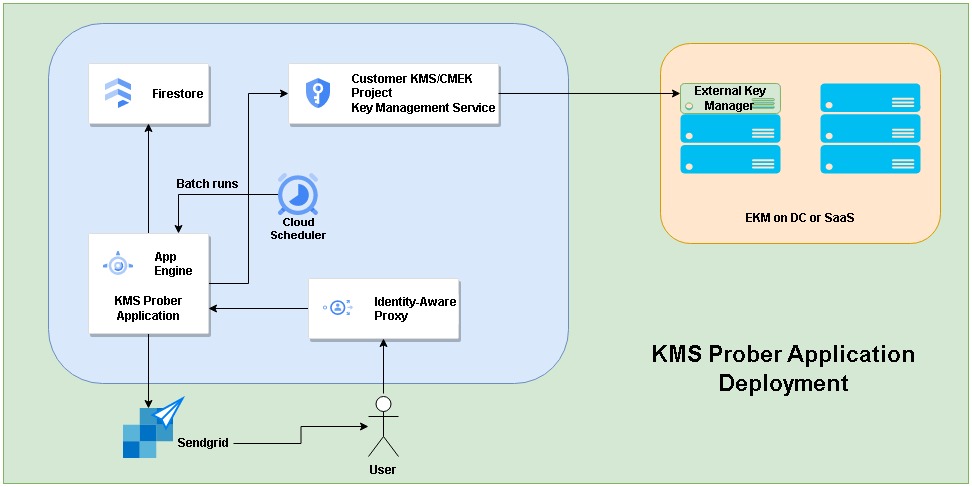 Firestore
Customer KMS/CMEK
Project
Key Management Service
External Key
Manager
EKM on DC or SaaS
Batch runs
Cloud
Scheduler
App
Engine
KMS Prober
Application
Identity-Aware
Proxy
KMS Prober Application
Deployment
Sendgrid
User